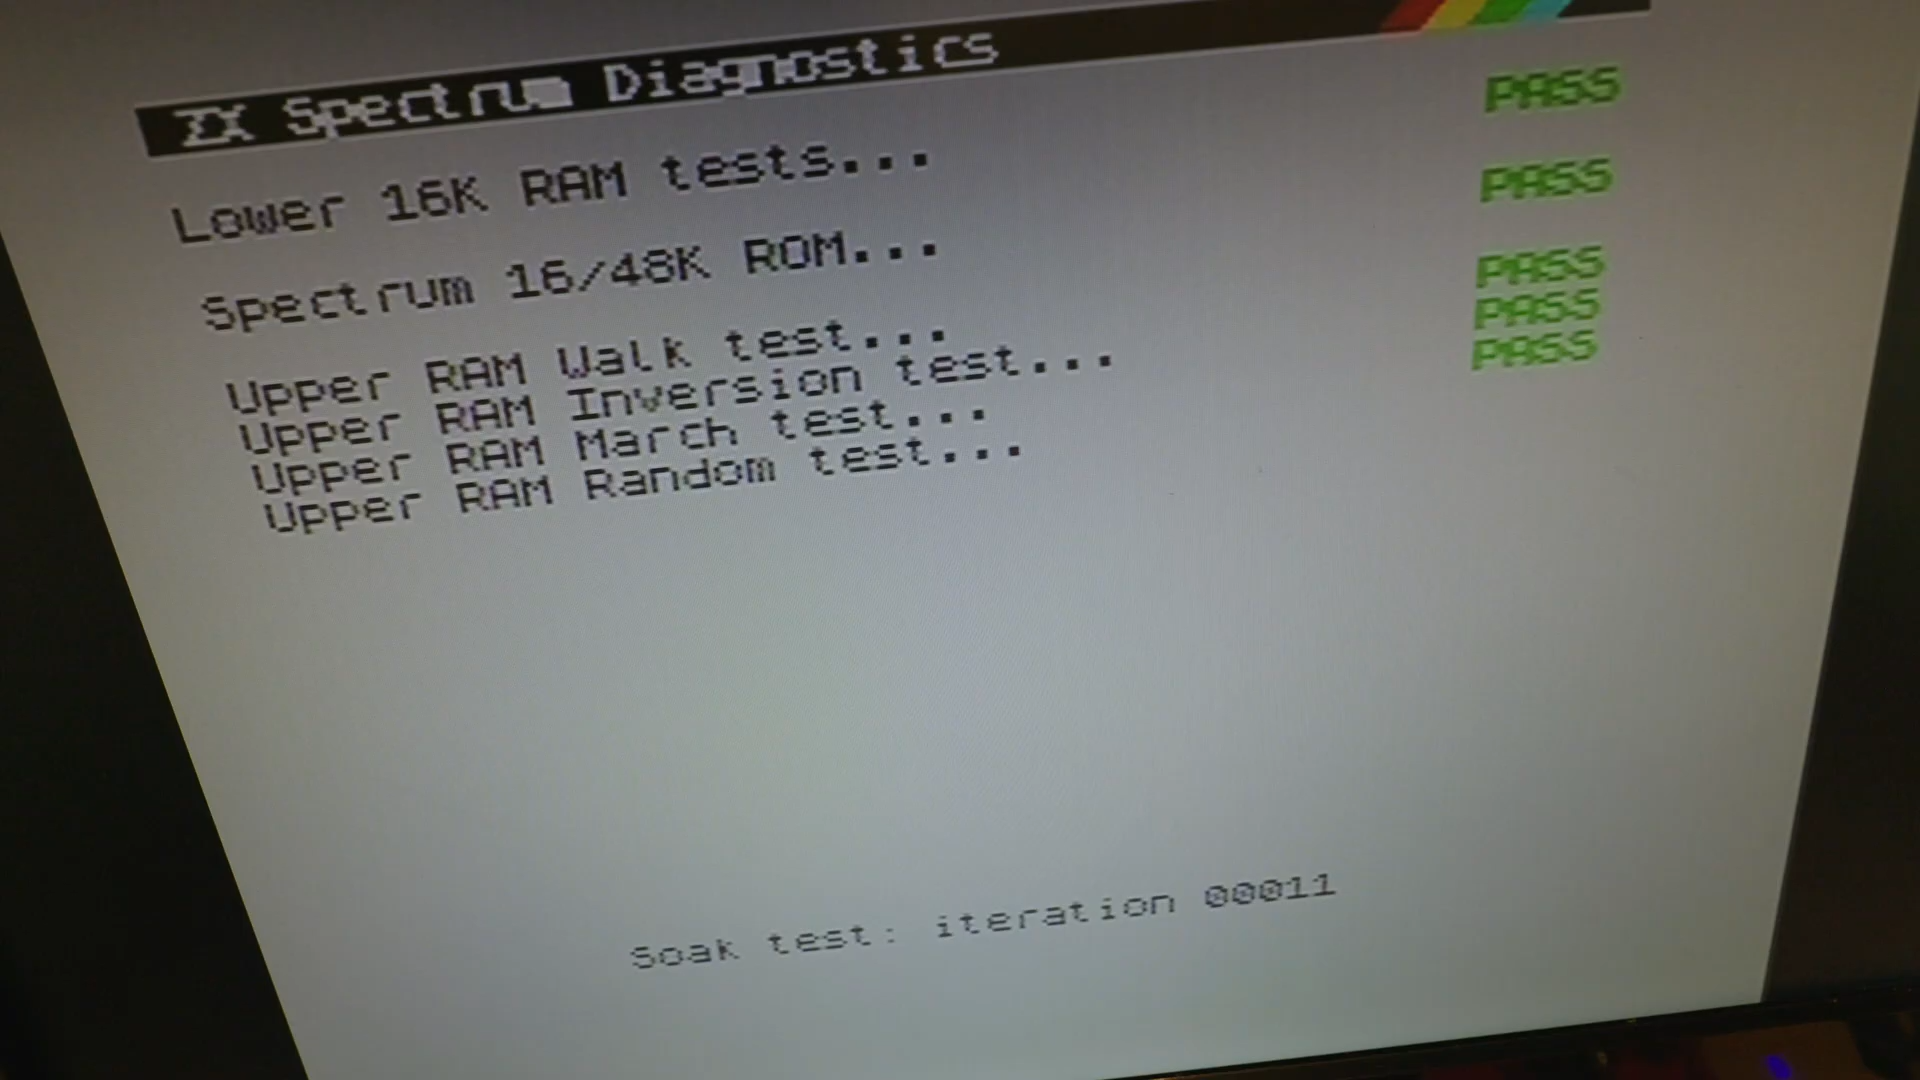 ZX Spectrum Diagnostics
Lower 16K RAM tests... PASS
Spectrum 16/48K ROM... PASS
Upper RAM Walk test... PASS
Upper RAM Inversion test... PASS
Upper RAM March test... PASS
Upper RAM Random test...
Soak test: iteration 00011